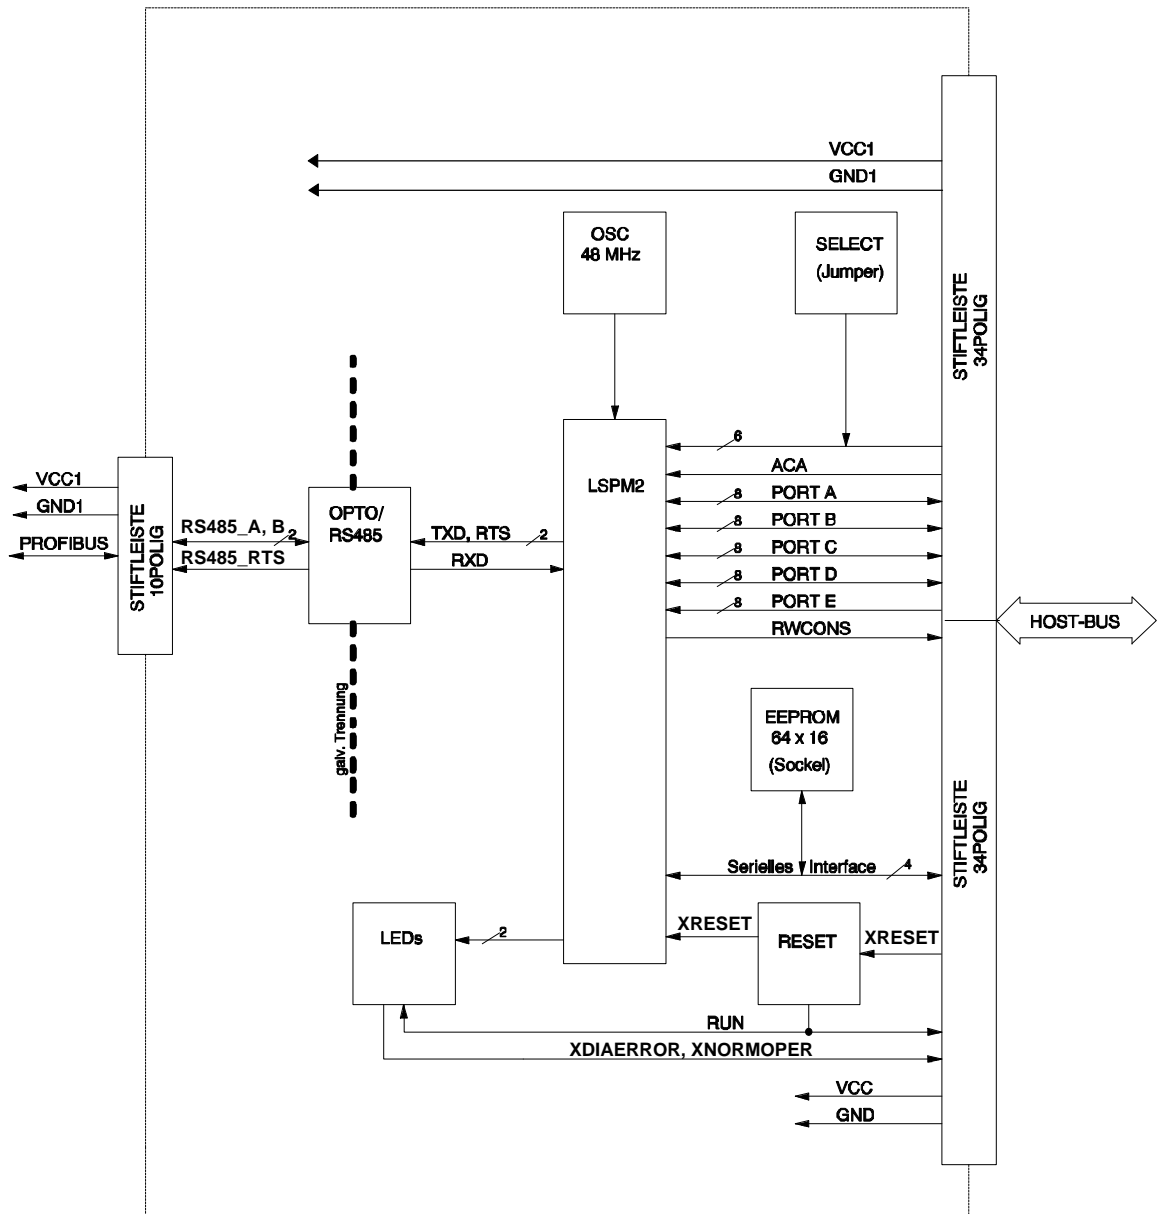 VCC1
GND1
OSC
48 MHz
SELECT
(Jumper)
STIFTLEISTE
34POLIG
6
ACA
LSPM2
8 PORT A
8 PORT B
8 PORT C
8 PORT D
8 PORT E
RWCONS
VCC1
GND1
PROFIBUS
STIFTLEISTE
10POLIG
RS485_A, B 2
RS485_RTS
OPTO/
RS485
TXD, RTS 2
RXD
HOST-BUS
galv. Trennung
EEPROM
64 x 16
(Sockel)
STIFTLEISTE
34POLIG
Serielles Interface 4
LEDs
2
XRESET
RESET
XRESET
RUN
XDIAERROR, XNORMOPER
VCC
GND